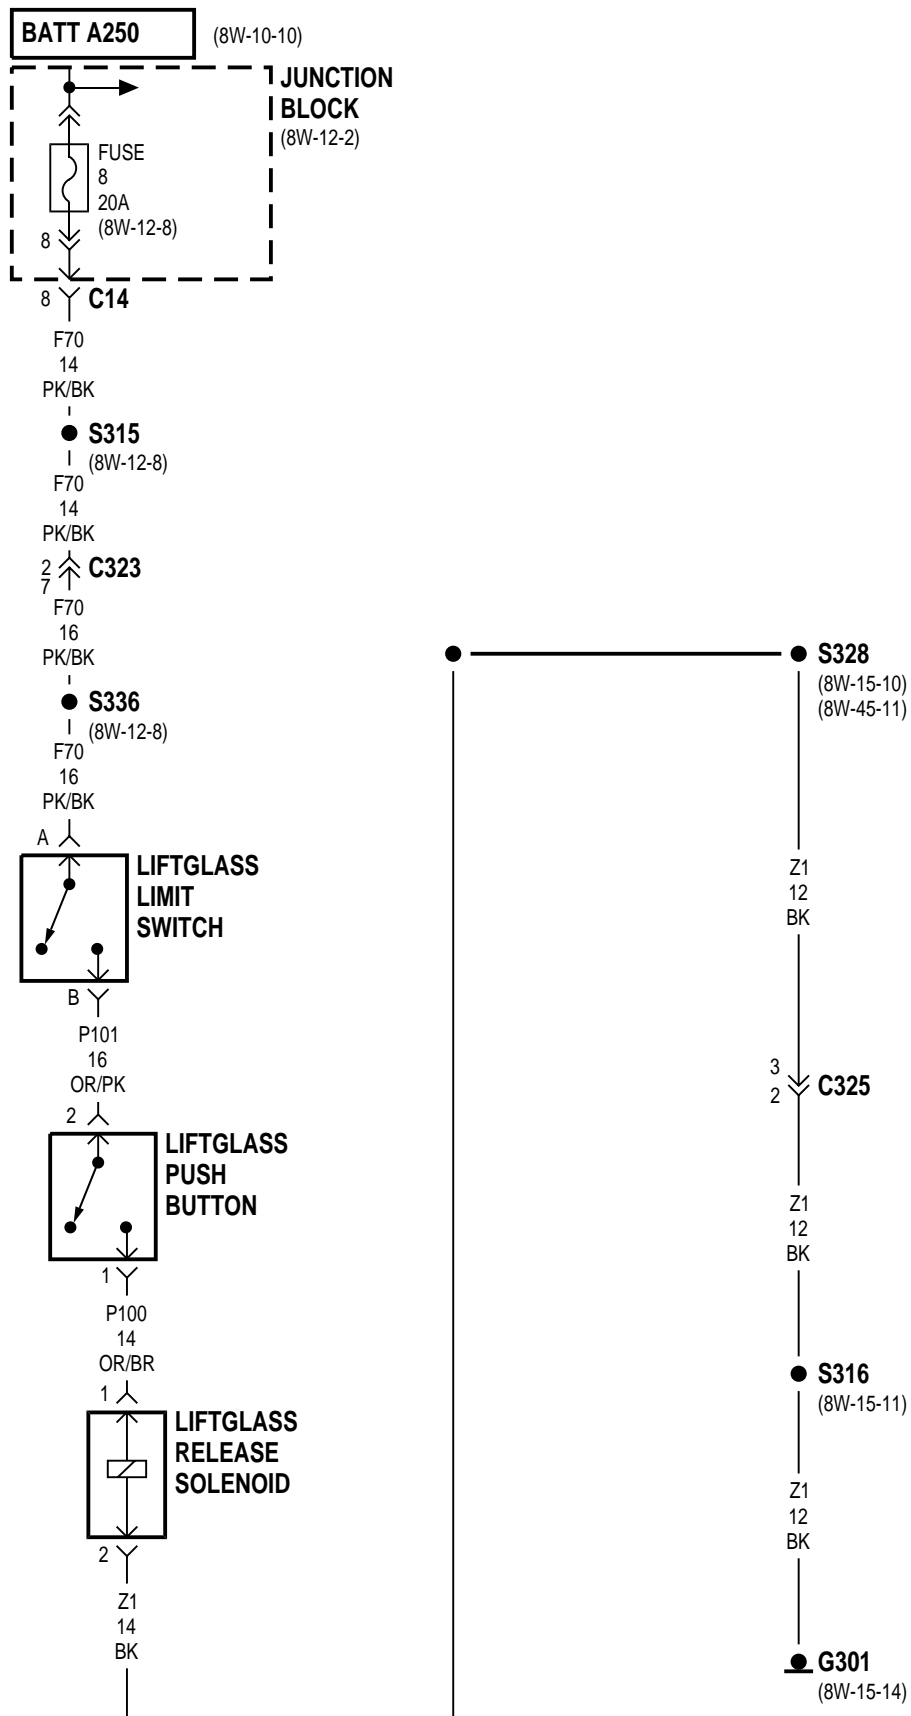 BATT A250
(8W-10-10)
JUNCTION
BLOCK
(8W-12-2)
FUSE
8
20A
(8W-12-8)
8
8
C14
F70
14
PK/BK
S315
(8W-12-8)
F70
14
PK/BK
2
7
C323
F70
16
PK/BK
S336
(8W-12-8)
F70
16
PK/BK
A
LIFTGLASS
LIMIT
SWITCH
B
P101
16
OR/PK
2
LIFTGLASS
PUSH
BUTTON
1
P100
14
OR/BR
1
LIFTGLASS
RELEASE
SOLENOID
2
Z1
14
BK
S328
(8W-15-10)
(8W-45-11)
Z1
12
BK
3
2
C325
Z1
12
BK
S316
(8W-15-11)
Z1
12
BK
G301
(8W-15-14)